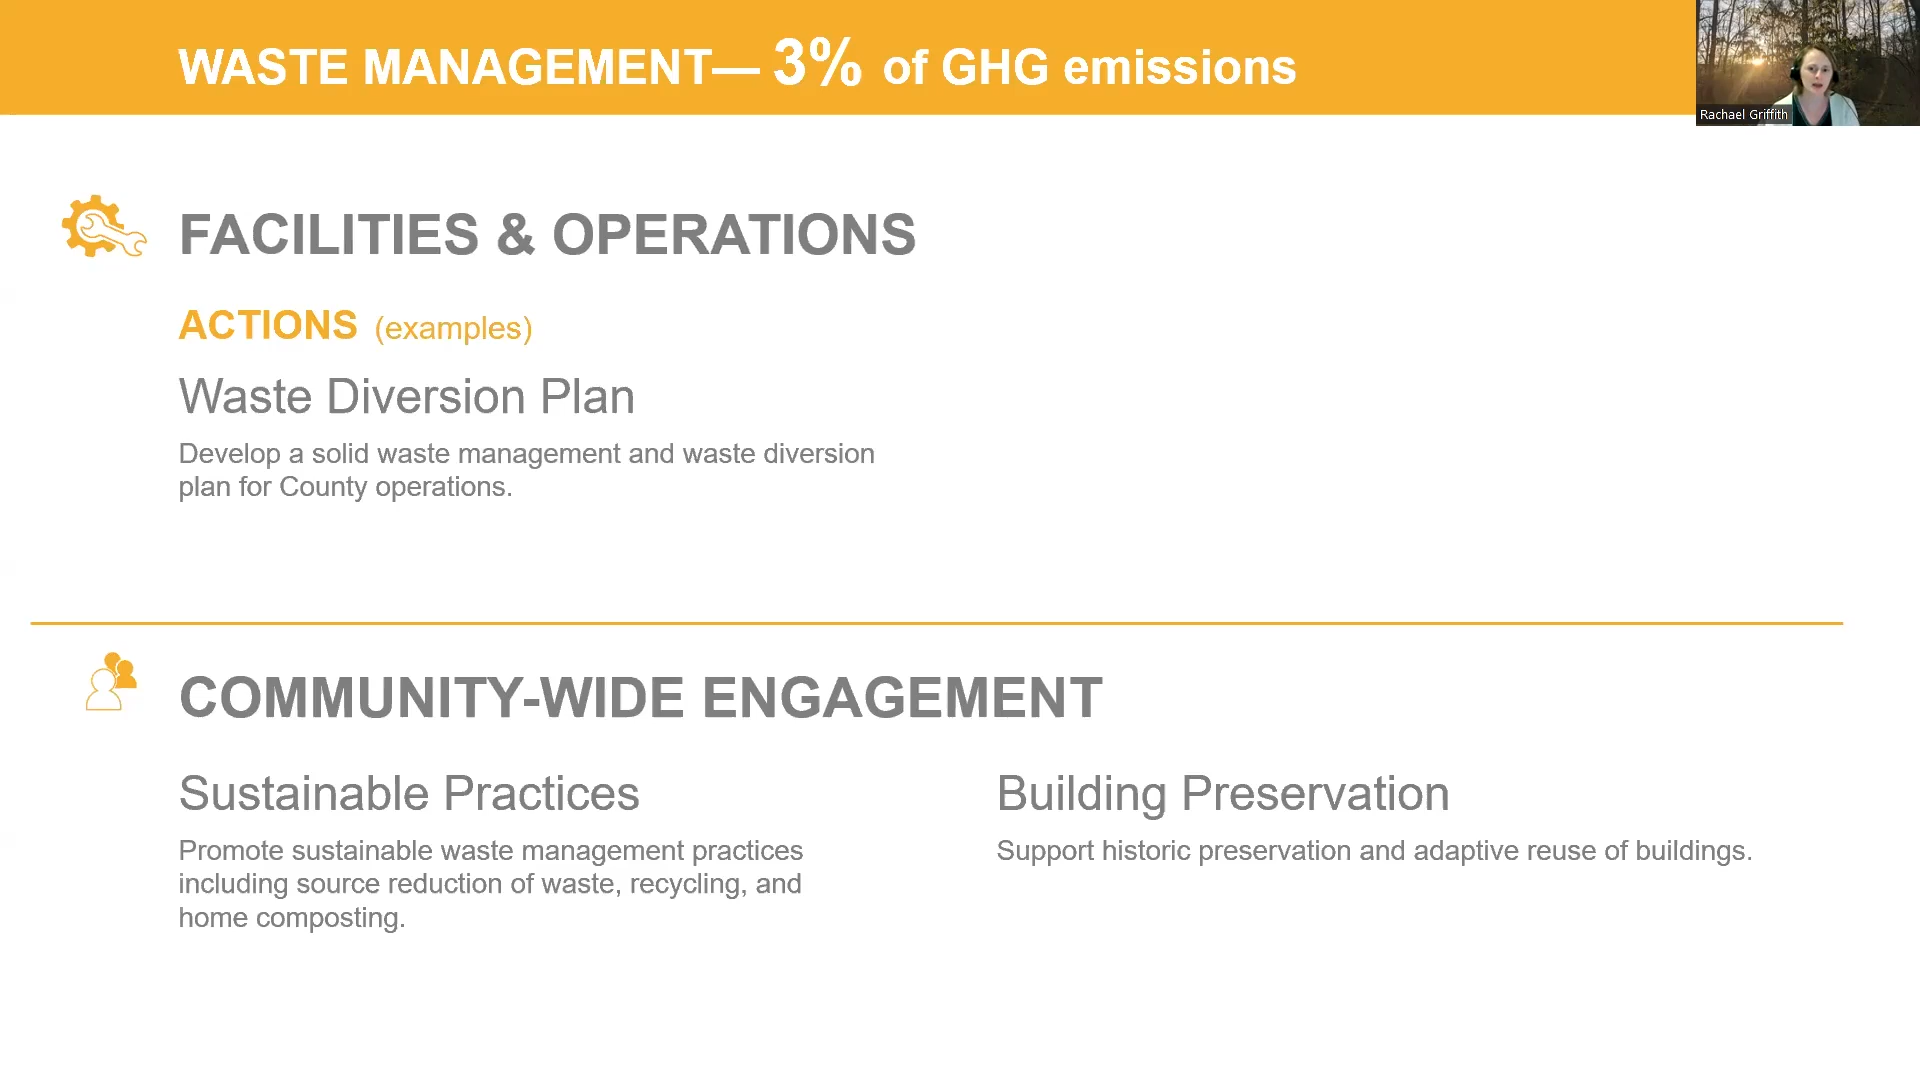 WASTE MANAGEMENT— 3% of GHG emissions
Rachael Griffith
FACILITIES & OPERATIONS
ACTIONS (examples)
Waste Diversion Plan
Develop a solid waste management and waste diversion
plan for County operations.
COMMUNITY-WIDE ENGAGEMENT
Sustainable Practices
Promote sustainable waste management practices
including source reduction of waste, recycling, and
home composting.
Building Preservation
Support historic preservation and adaptive reuse of buildings.